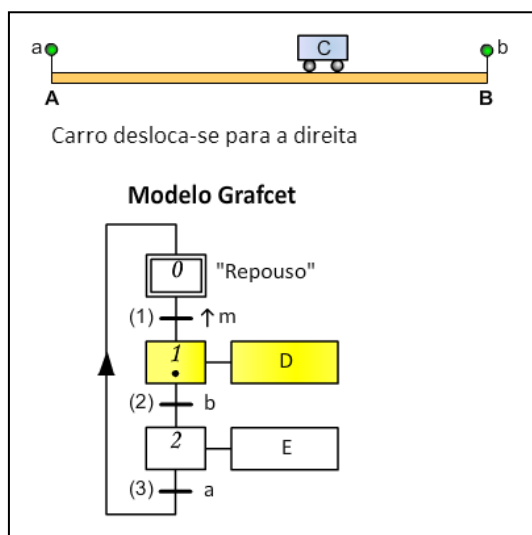 a C b
A B
Carro desloca-se para a direita
Modelo Grafcet
0 "Repouso"
(1) ↑m
1 D
(2) b
2 E
(3) a